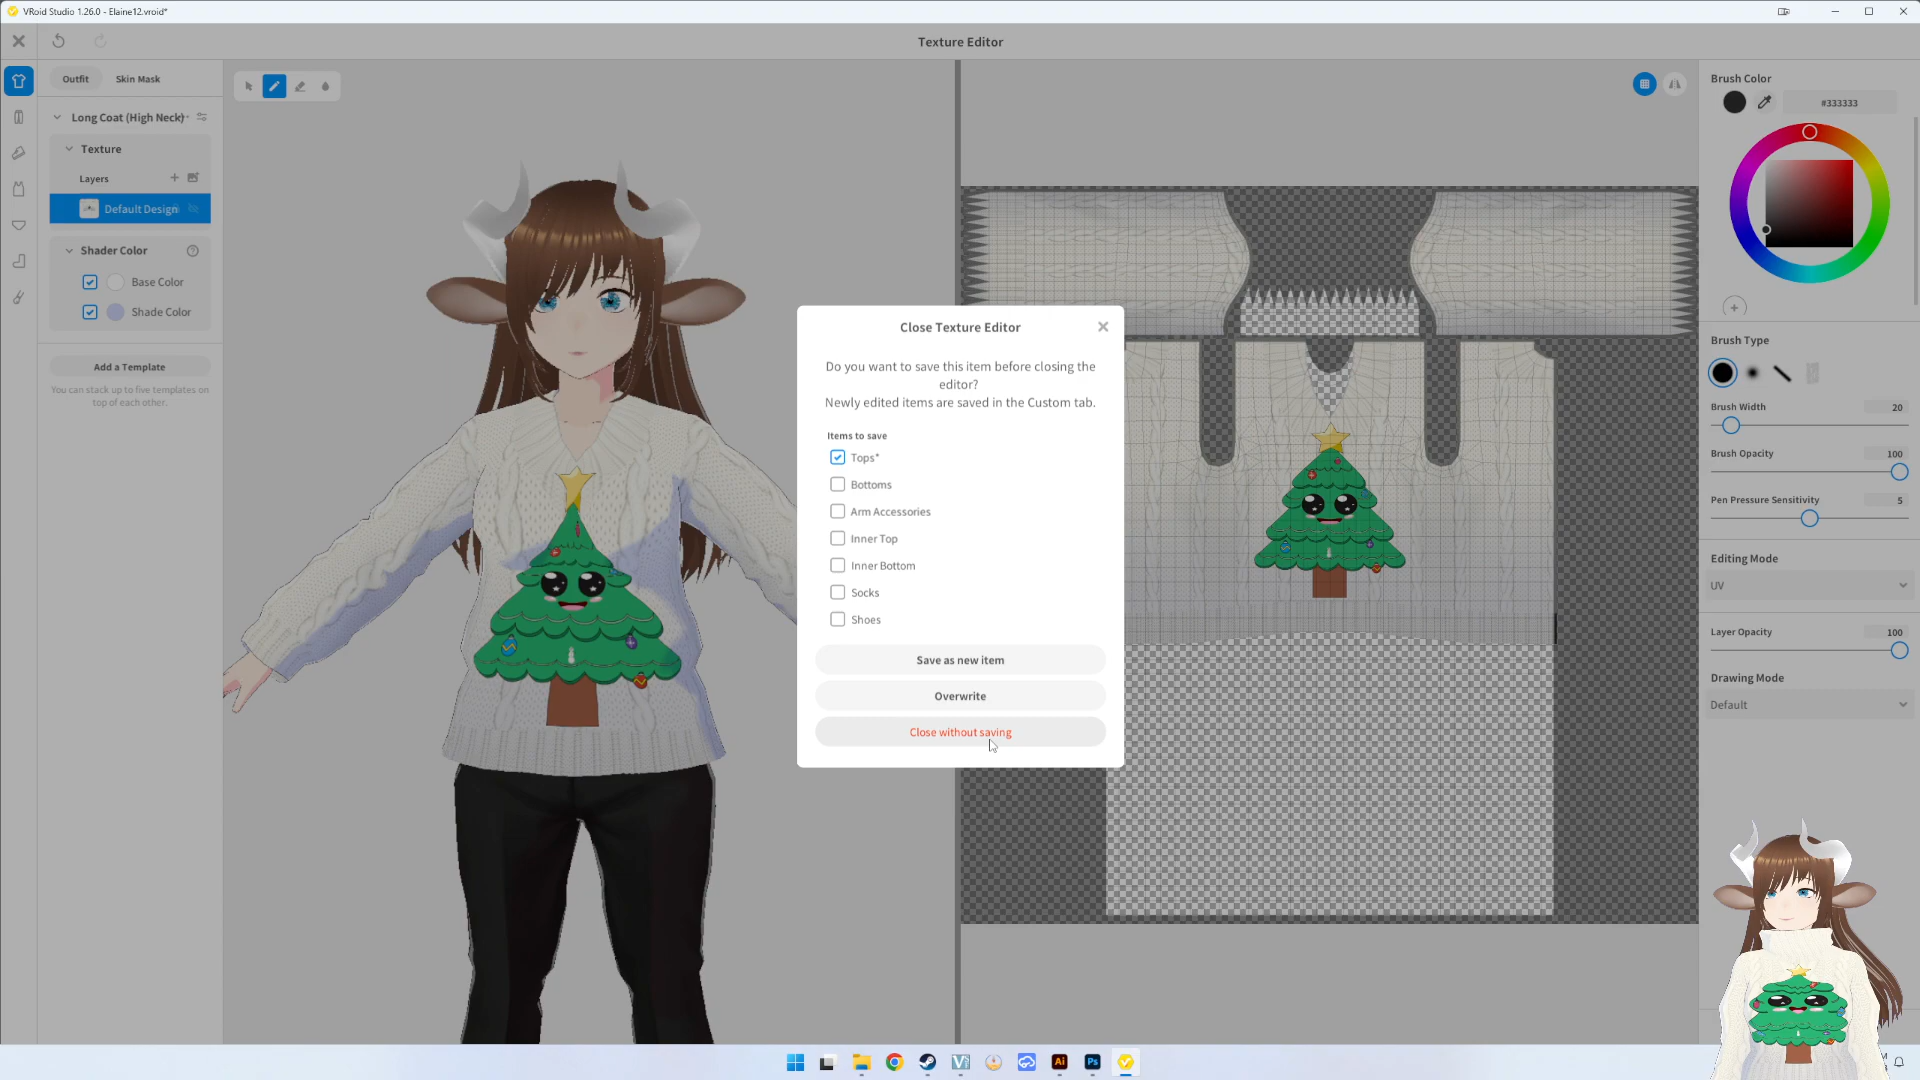 VRoid Studio 1.26.0 - Elaine12.vroid*
Texture Editor
Outfit
Skin Mask
Long Coat (High Neck)
Texture
Layers
Default Design
Shader Color
Base Color
Shade Color
Add a Template
You can stack up to five templates on
top of each other.
Close Texture Editor
Do you want to save this item before closing the
editor?
Newly edited items are saved in the Custom tab.
Items to save
Tops*
Bottoms
Arm Accessories
Inner Top
Inner Bottom
Socks
Shoes
Save as new item
Overwrite
Close without saving
Brush Color
#333333
Brush Type
Brush Width 20
Brush Opacity 100
Pen Pressure Sensitivity 5
Editing Mode
UV
Layer Opacity 100
Drawing Mode
Default
Ai
Ps